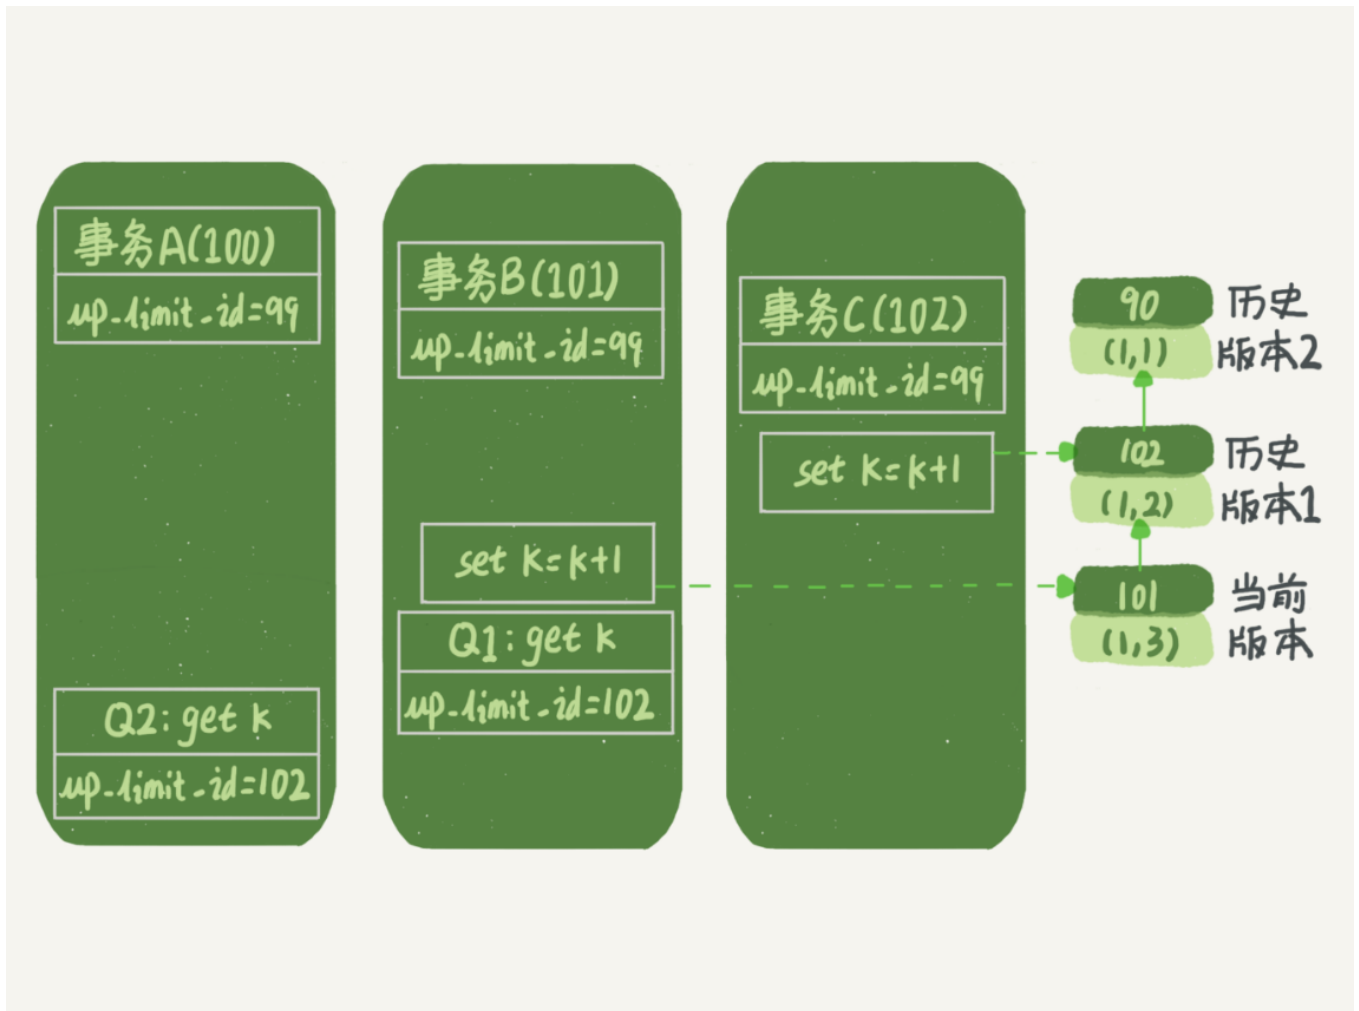 事务A(100)
up_limit_id=99
Q2: get k
up_limit_id=102
事务B(101)
up_limit_id=99
set k=k+1
Q1: get k
up_limit_id=102
事务C(102)
up_limit_id=99
set k=k+1
90
(1,1)
历史
版本2
102
(1,2)
历史
版本1
101
(1,3)
当前
版本